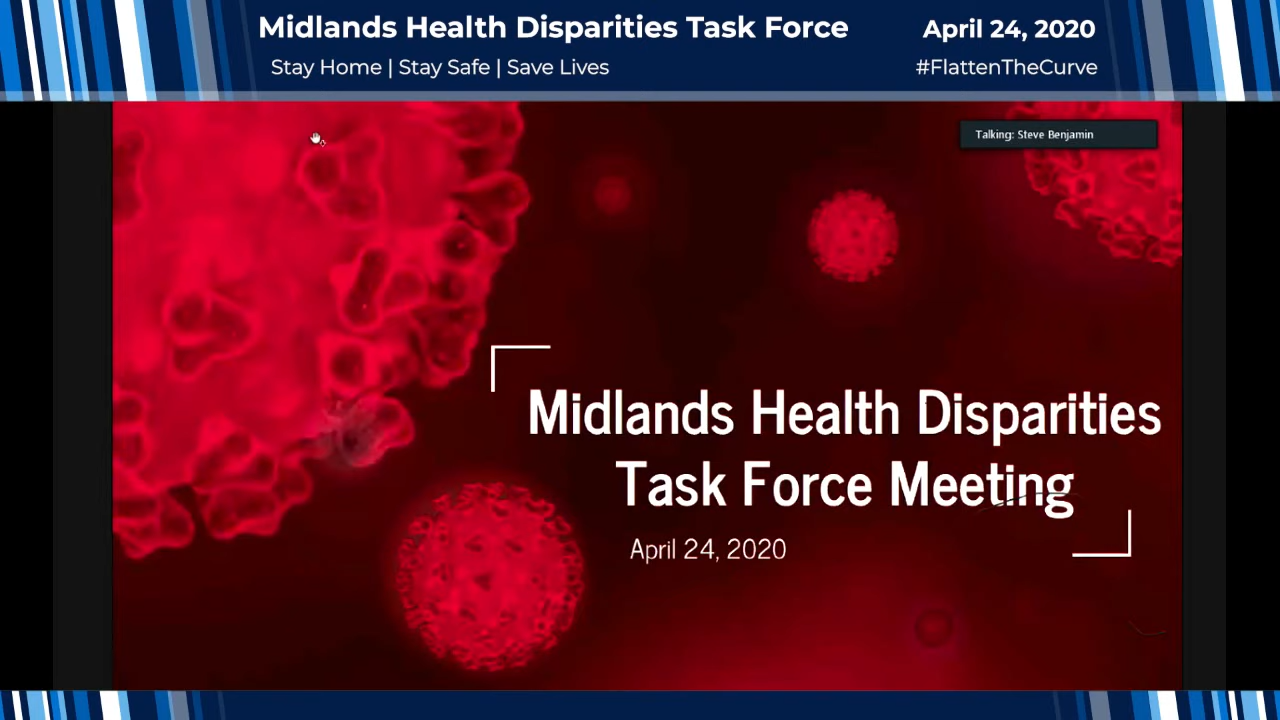 Midlands Health Disparities Task Force
April 24, 2020
Stay Home | Stay Safe | Save Lives
#FlattenTheCurve
Talking: Steve Benjamin
Midlands Health Disparities
Task Force Meeting
April 24, 2020